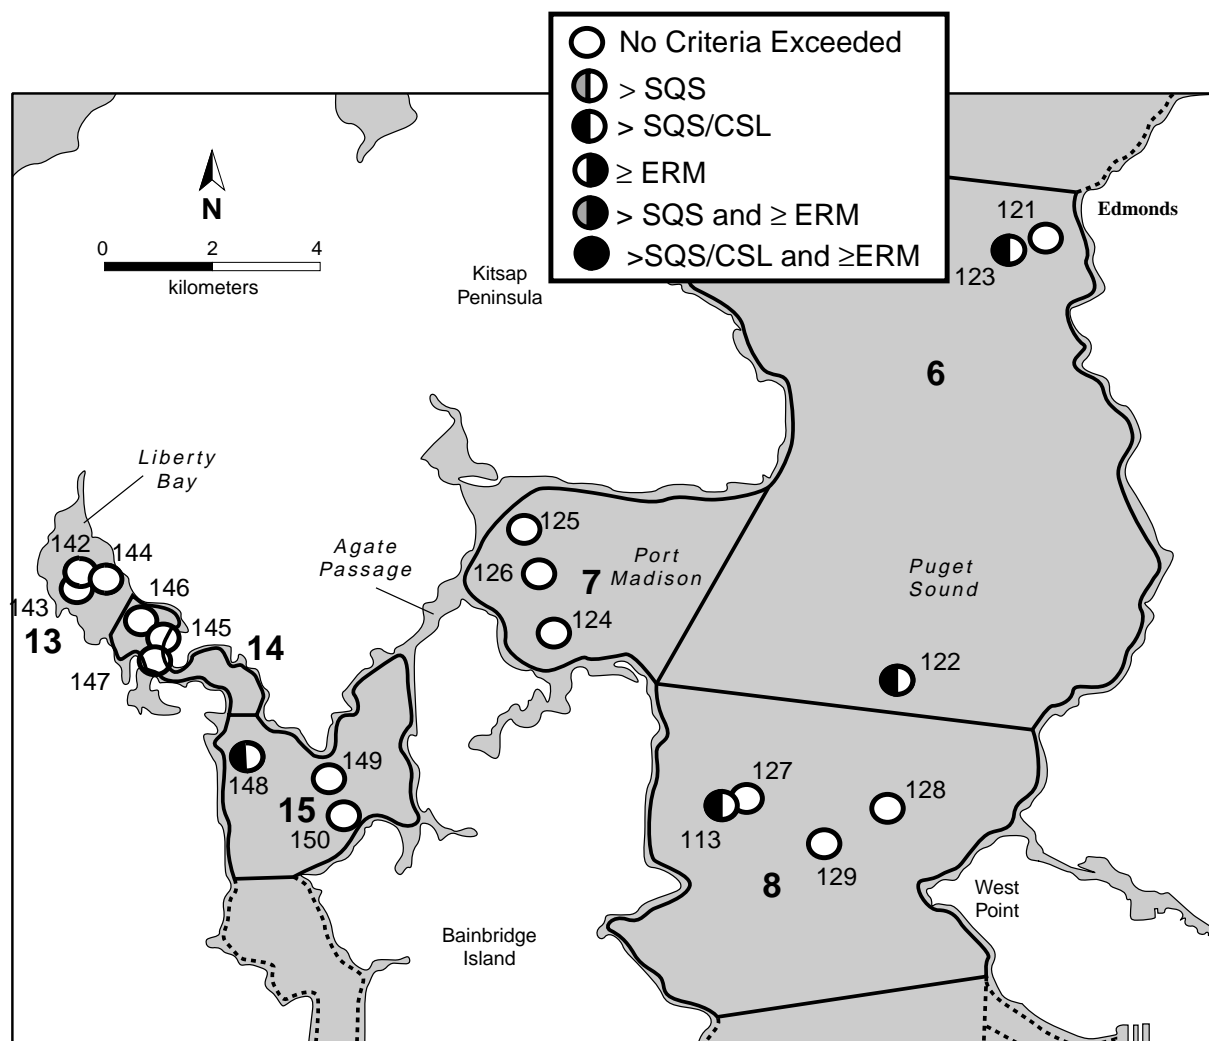 No Criteria Exceeded
> SQS
> SQS/CSL
≥ ERM
> SQS and ≥ ERM
>SQS/CSL and ≥ERM
N
0 2 4
kilometers
Kitsap
Peninsula
Edmonds
121
123
6
Liberty
Bay
Agate
Passage
125
126
7
124
Port
Madison
Puget
Sound
142
144
143
13
146
145
147
14
122
148
149
15
150
127
113
128
129
8
West
Point
Bainbridge
Island